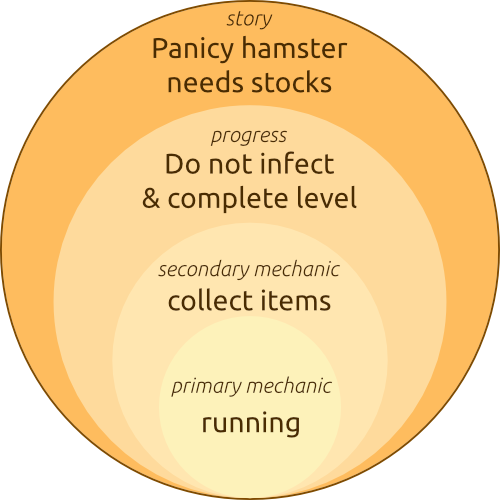 story
Panicy hamster
needs stocks
progress
Do not infect
& complete level
secondary mechanic
collect items
primary mechanic
running